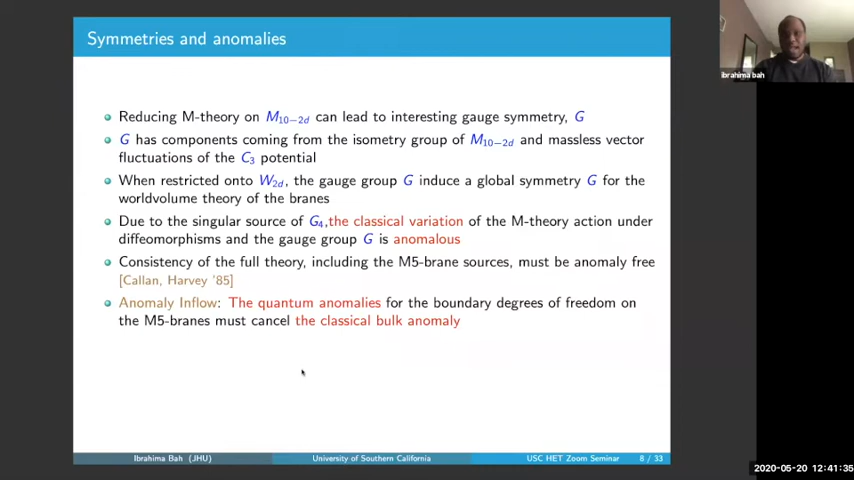 Symmetries and anomalies
ibrahima bah
Reducing M-theory on M10−2d can lead to interesting gauge symmetry, G
G has components coming from the isometry group of M10−2d and massless vector
fluctuations of the C3 potential
When restricted onto W2d, the gauge group G induce a global symmetry G for the
worldvolume theory of the branes
Due to the singular source of G4,the classical variation of the M-theory action under
diffeomorphisms and the gauge group G is anomalous
Consistency of the full theory, including the M5-brane sources, must be anomaly free
[Callan, Harvey '85]
Anomaly Inflow: The quantum anomalies for the boundary degrees of freedom on
the M5-branes must cancel the classical bulk anomaly
Ibrahima Bah (JHU) University of Southern California USC HET Zoom Seminar 8 / 33
2020-05-20 12:41:35